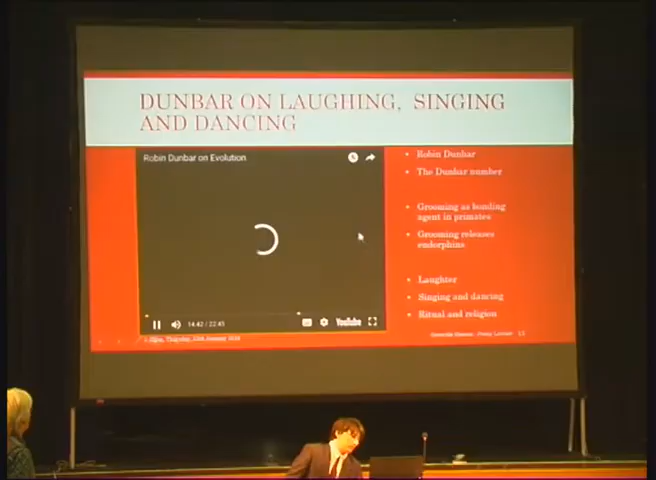 DUNBAR ON LAUGHING, SINGING
AND DANCING
Robin Dunbar on Evolution
• Robin Dunbar
• The Dunbar number
• Grooming as bonding
agent in primates
• Grooming releases
endorphins
• Laughter
• Singing and dancing
• Ritual and religion
14:42 / 22:45
YouTube